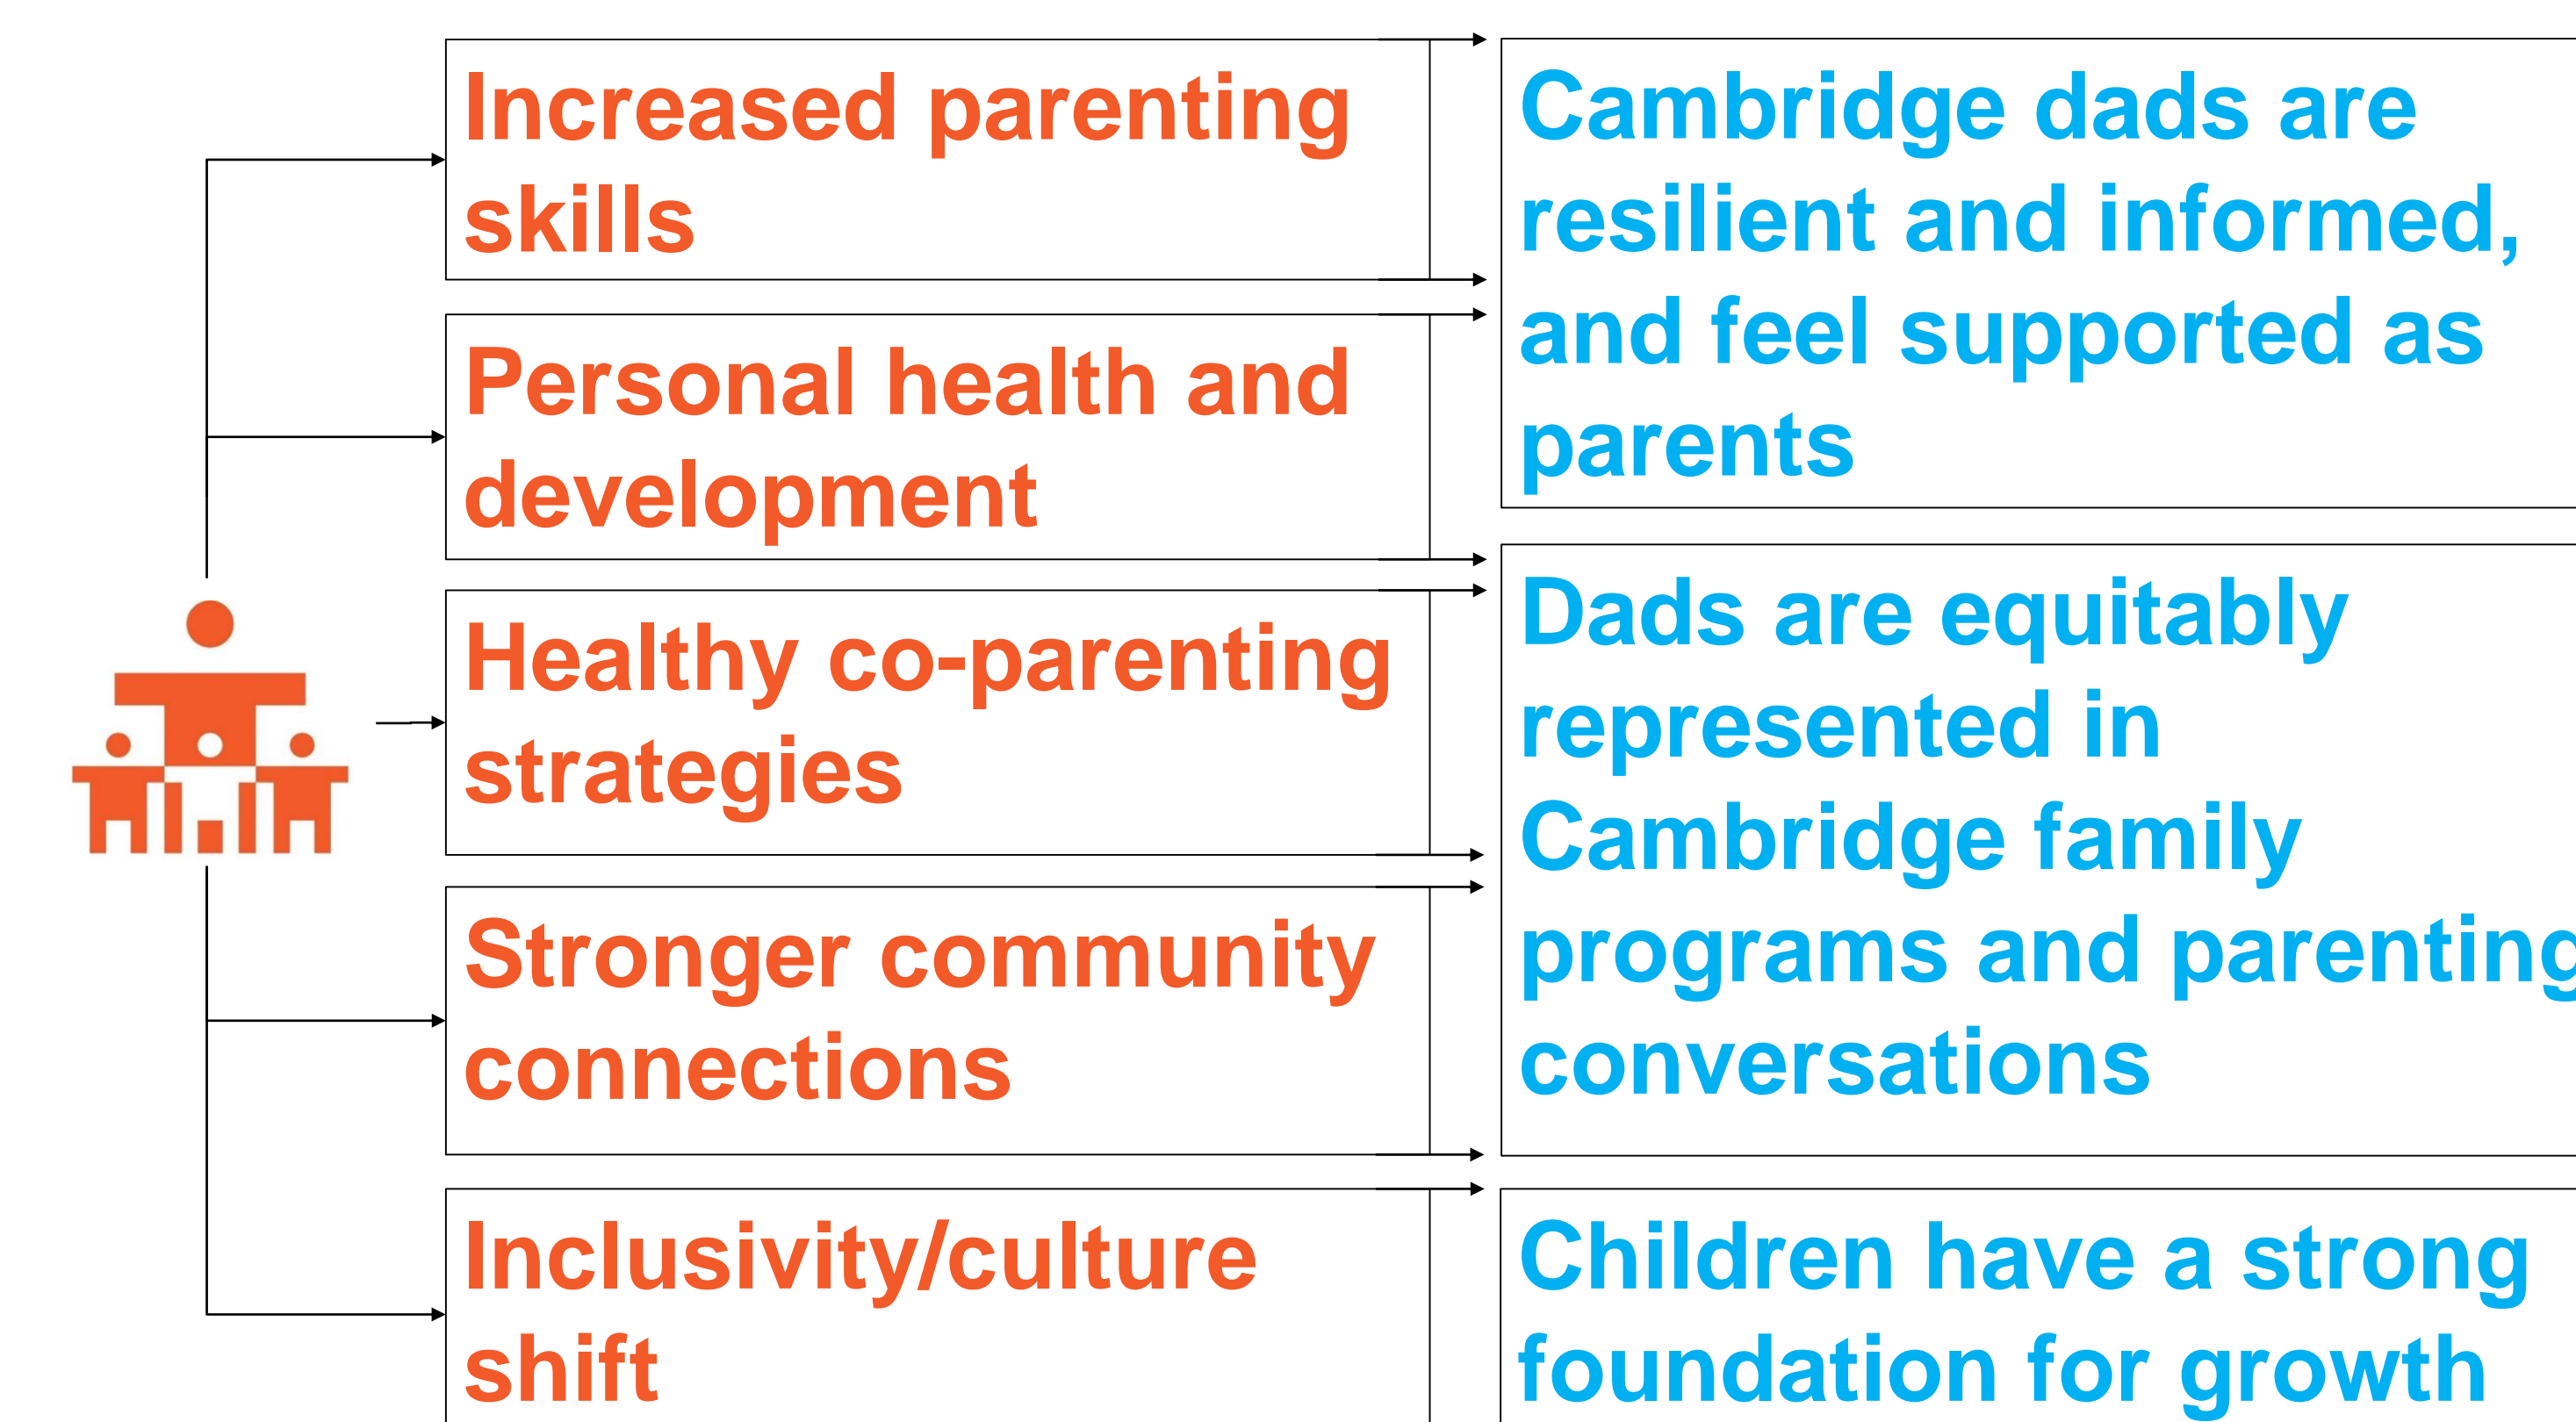 Increased parenting
skills
Personal health and
development
Healthy co-parenting
strategies
Stronger community
connections
Inclusivity/culture
shift
Cambridge dads are
resilient and informed,
and feel supported as
parents
Dads are equitably
represented in
Cambridge family
programs and parenting
conversations
Children have a strong
foundation for growth